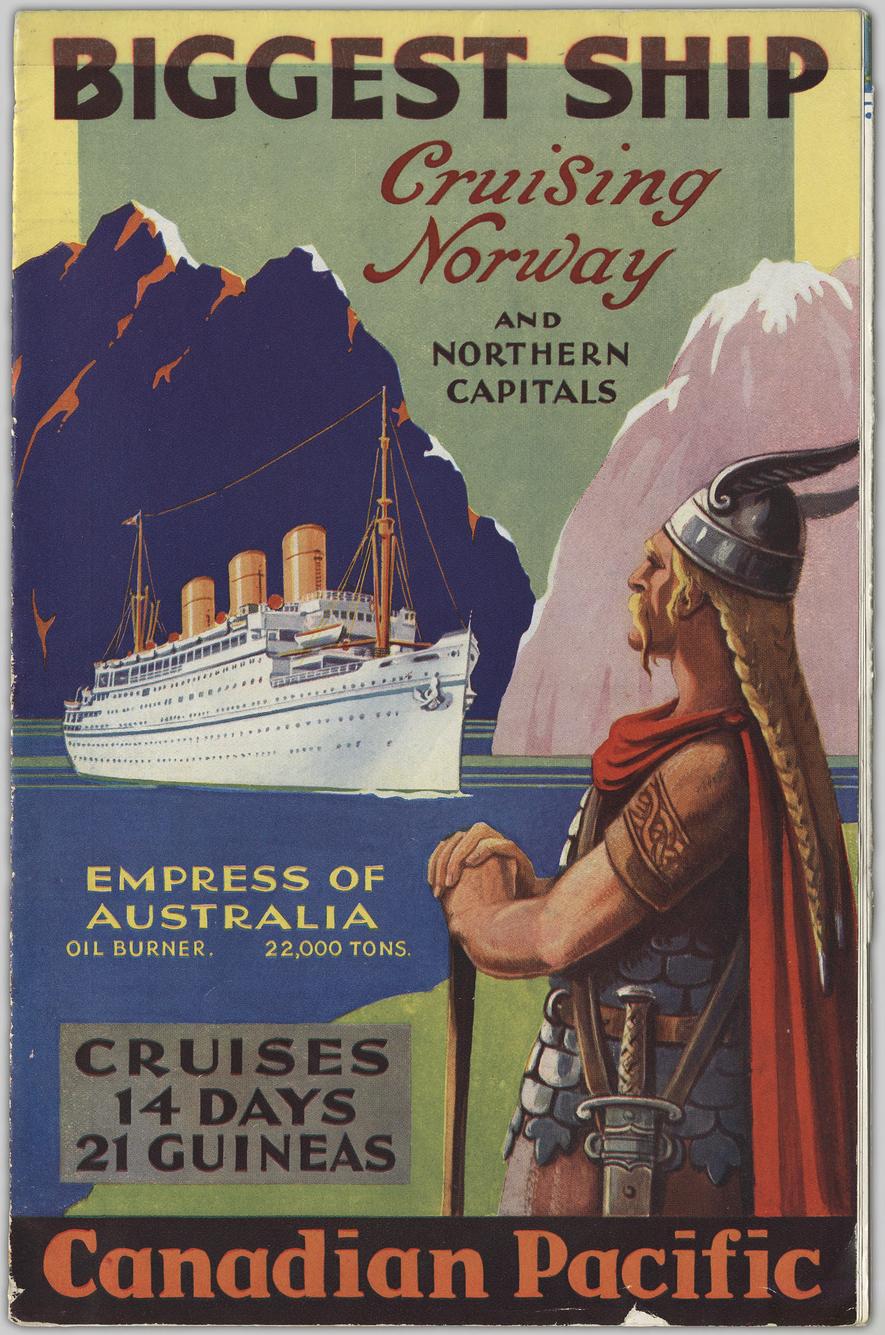 BIGGEST SHIP
Cruising
Norway
AND
NORTHERN
CAPITALS
EMPRESS OF
AUSTRALIA
OIL BURNER. 22,000 TONS.
CRUISES
14 DAYS
21 GUINEAS
Canadian Pacific